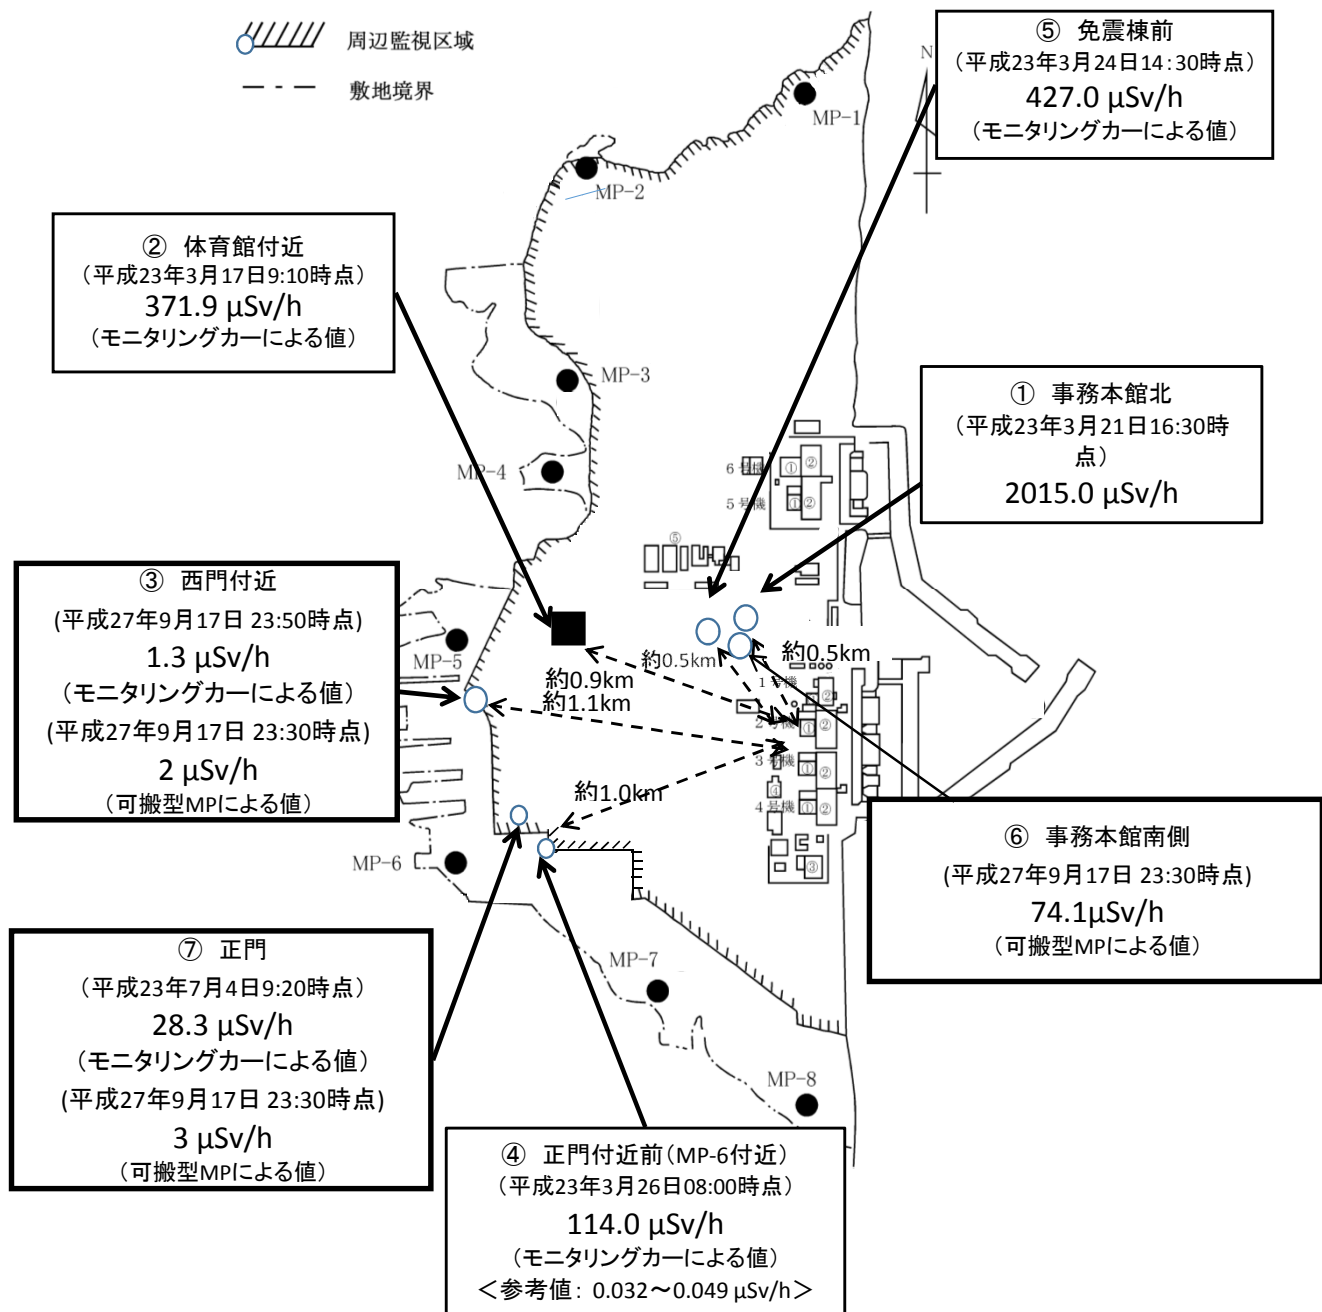 周辺監視区域
敷地境界
⑤ 免震棟前
(平成23年3月24日14:30時点)
427.0 μSv/h
(モニタリングカーによる値)
N
MP-1
MP-2
② 体育館付近
(平成23年3月17日9:10時点)
371.9 μSv/h
(モニタリングカーによる値)
MP-3
① 事務本館北
(平成23年3月21日16:30時
点)
2015.0 μSv/h
MP-4
6号機
①
②
5号機
①
②
⑤
③ 西門付近
(平成27年9月17日 23:50時点)
1.3 μSv/h
(モニタリングカーによる値)
(平成27年9月17日 23:30時点)
2 μSv/h
(可搬型MPによる値)
MP-5
約0.5km
約0.5km
約0.9km
約1.1km
1号機
②
2号機
①
②
3号機
①
②
④
約1.0km
4号機
①
②
③
MP-6
⑥ 事務本館南側
(平成27年9月17日 23:30時点)
74.1μSv/h
(可搬型MPによる値)
⑦ 正門
(平成23年7月4日9:20時点)
28.3 μSv/h
(モニタリングカーによる値)
(平成27年9月17日 23:30時点)
3 μSv/h
(可搬型MPによる値)
MP-7
MP-8
④ 正門付近前(MP-6付近)
(平成23年3月26日08:00時点)
114.0 μSv/h
(モニタリングカーによる値)
<参考値: 0.032～0.049 μSv/h>